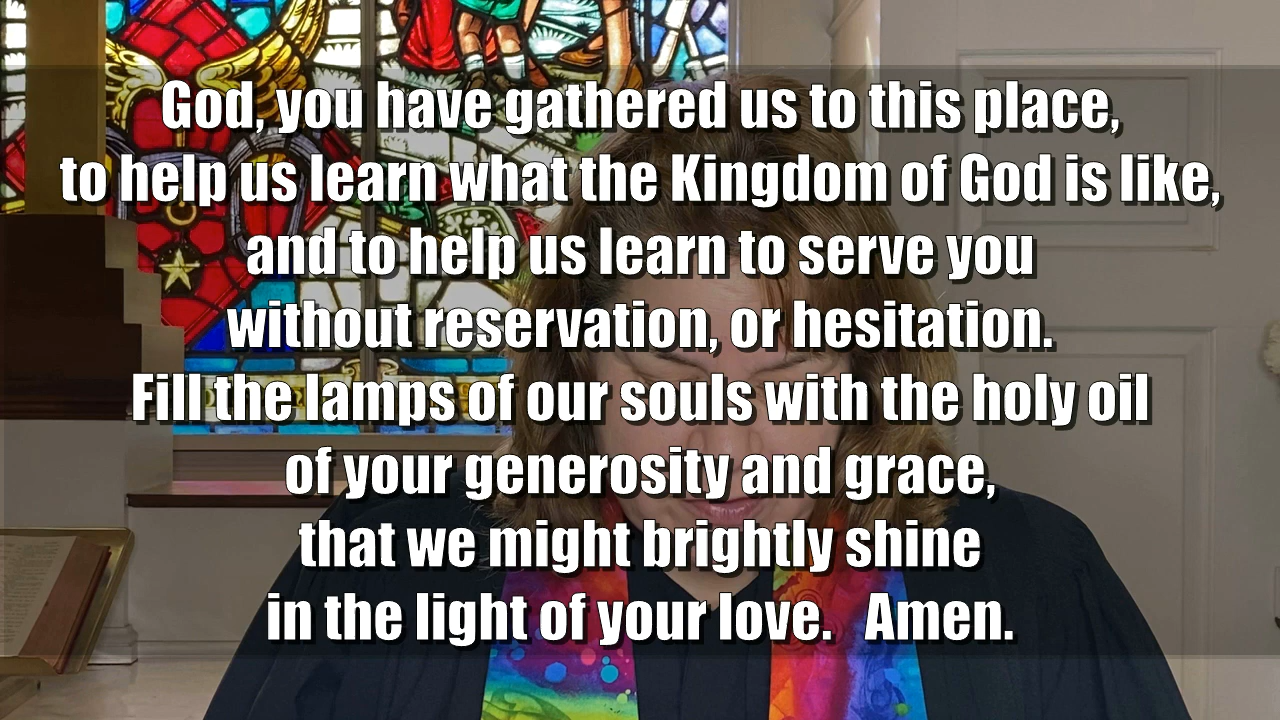 God, you have gathered us to this place,
to help us learn what the Kingdom of God is like,
and to help us learn to serve you
without reservation, or hesitation.
Fill the lamps of our souls with the holy oil
of your generosity and grace,
that we might brightly shine
in the light of your love.   Amen.